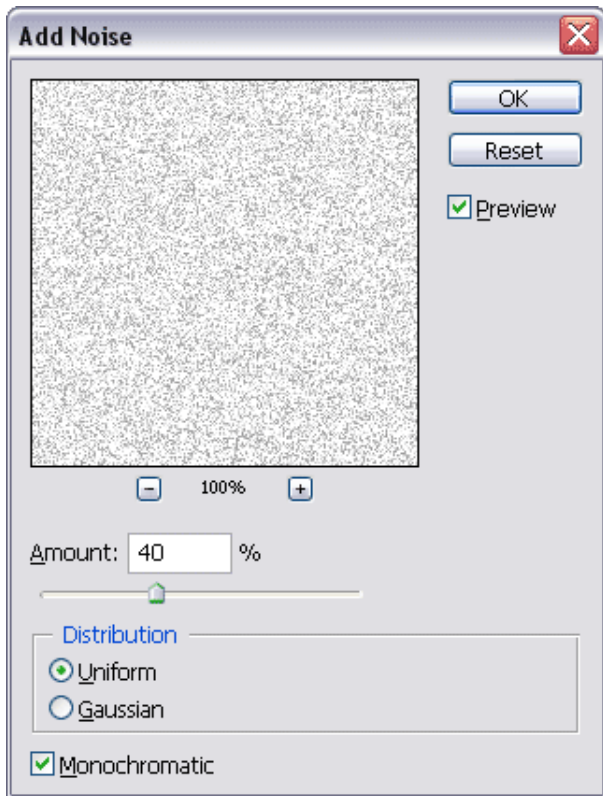 Add Noise
OK
Reset
Preview
100%
Amount: 40 %
Distribution
Uniform
Gaussian
Monochromatic